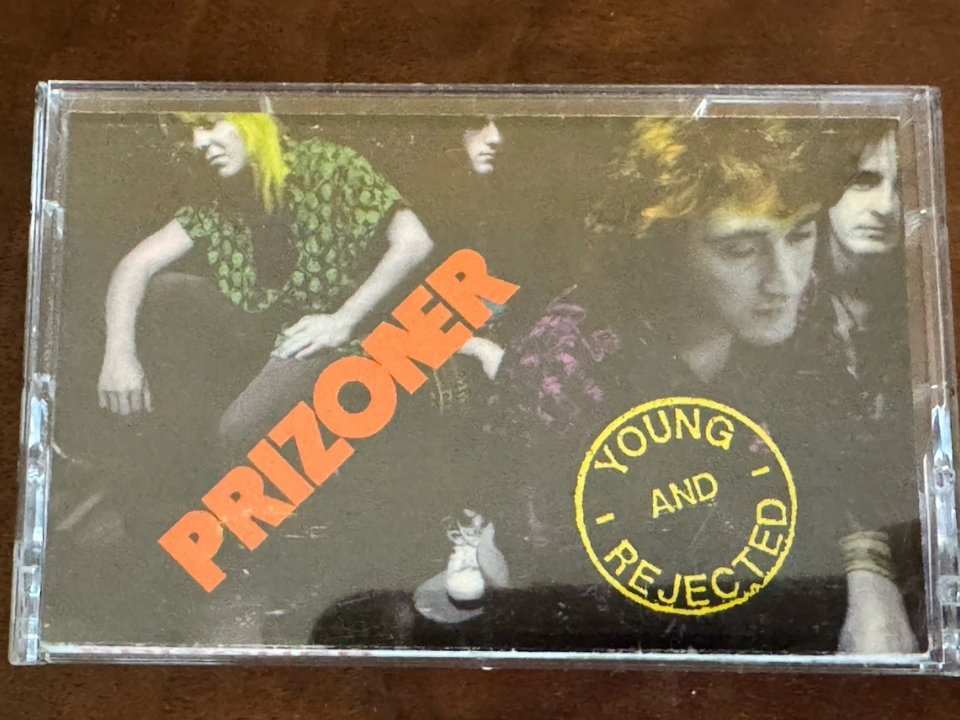 PRIZONER
YOUNG
AND
REJECTED